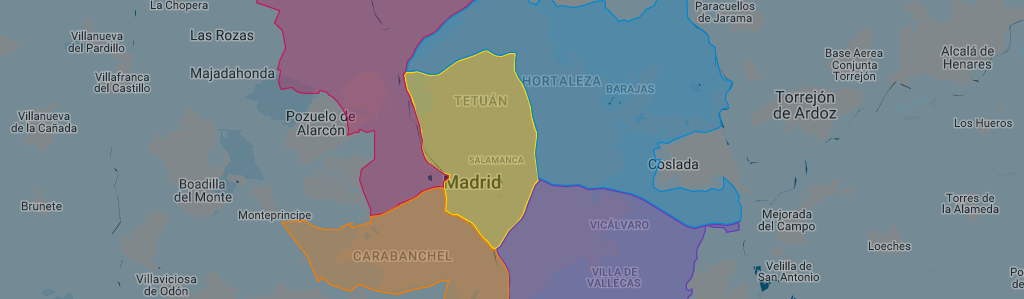 La Chopera
Paracuellos
de Jarama
Villanueva
del Pardillo
Las Rozas
Base Aerea
Conjunta
Torrejón
Alcalá de
Henares
Villafranca
del Castillo
Majadahonda
HORTALEZA
BARAJAS
TETUÁN
Torrejón
de Ardoz
Villanueva
de la Cañada
Pozuelo de
Alarcón
Los Hueros
SALAMANCA
Coslada
Madrid
Boadilla
del Monte
Brunete
Torres de
la Alameda
Monteprincipe
VICÁLVARO
Mejorada
del Campo
Loeches
CARABANCHEL
Villaviciosa
de Odón
VILLA DE
VALLECAS
Velilla de
San Antonio
Po
de